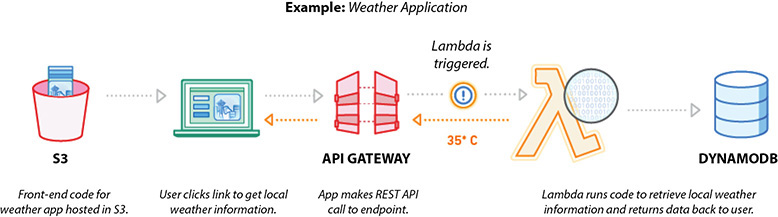 Example: Weather Application
Lambda is
triggered.
35° C
S3
API GATEWAY
DYNAMODB
Front-end code for
weather app hosted in S3.
User clicks link to get local
weather information.
App makes REST API
call to endpoint.
Lambda runs code to retrieve local weather
information and returns data back to user.